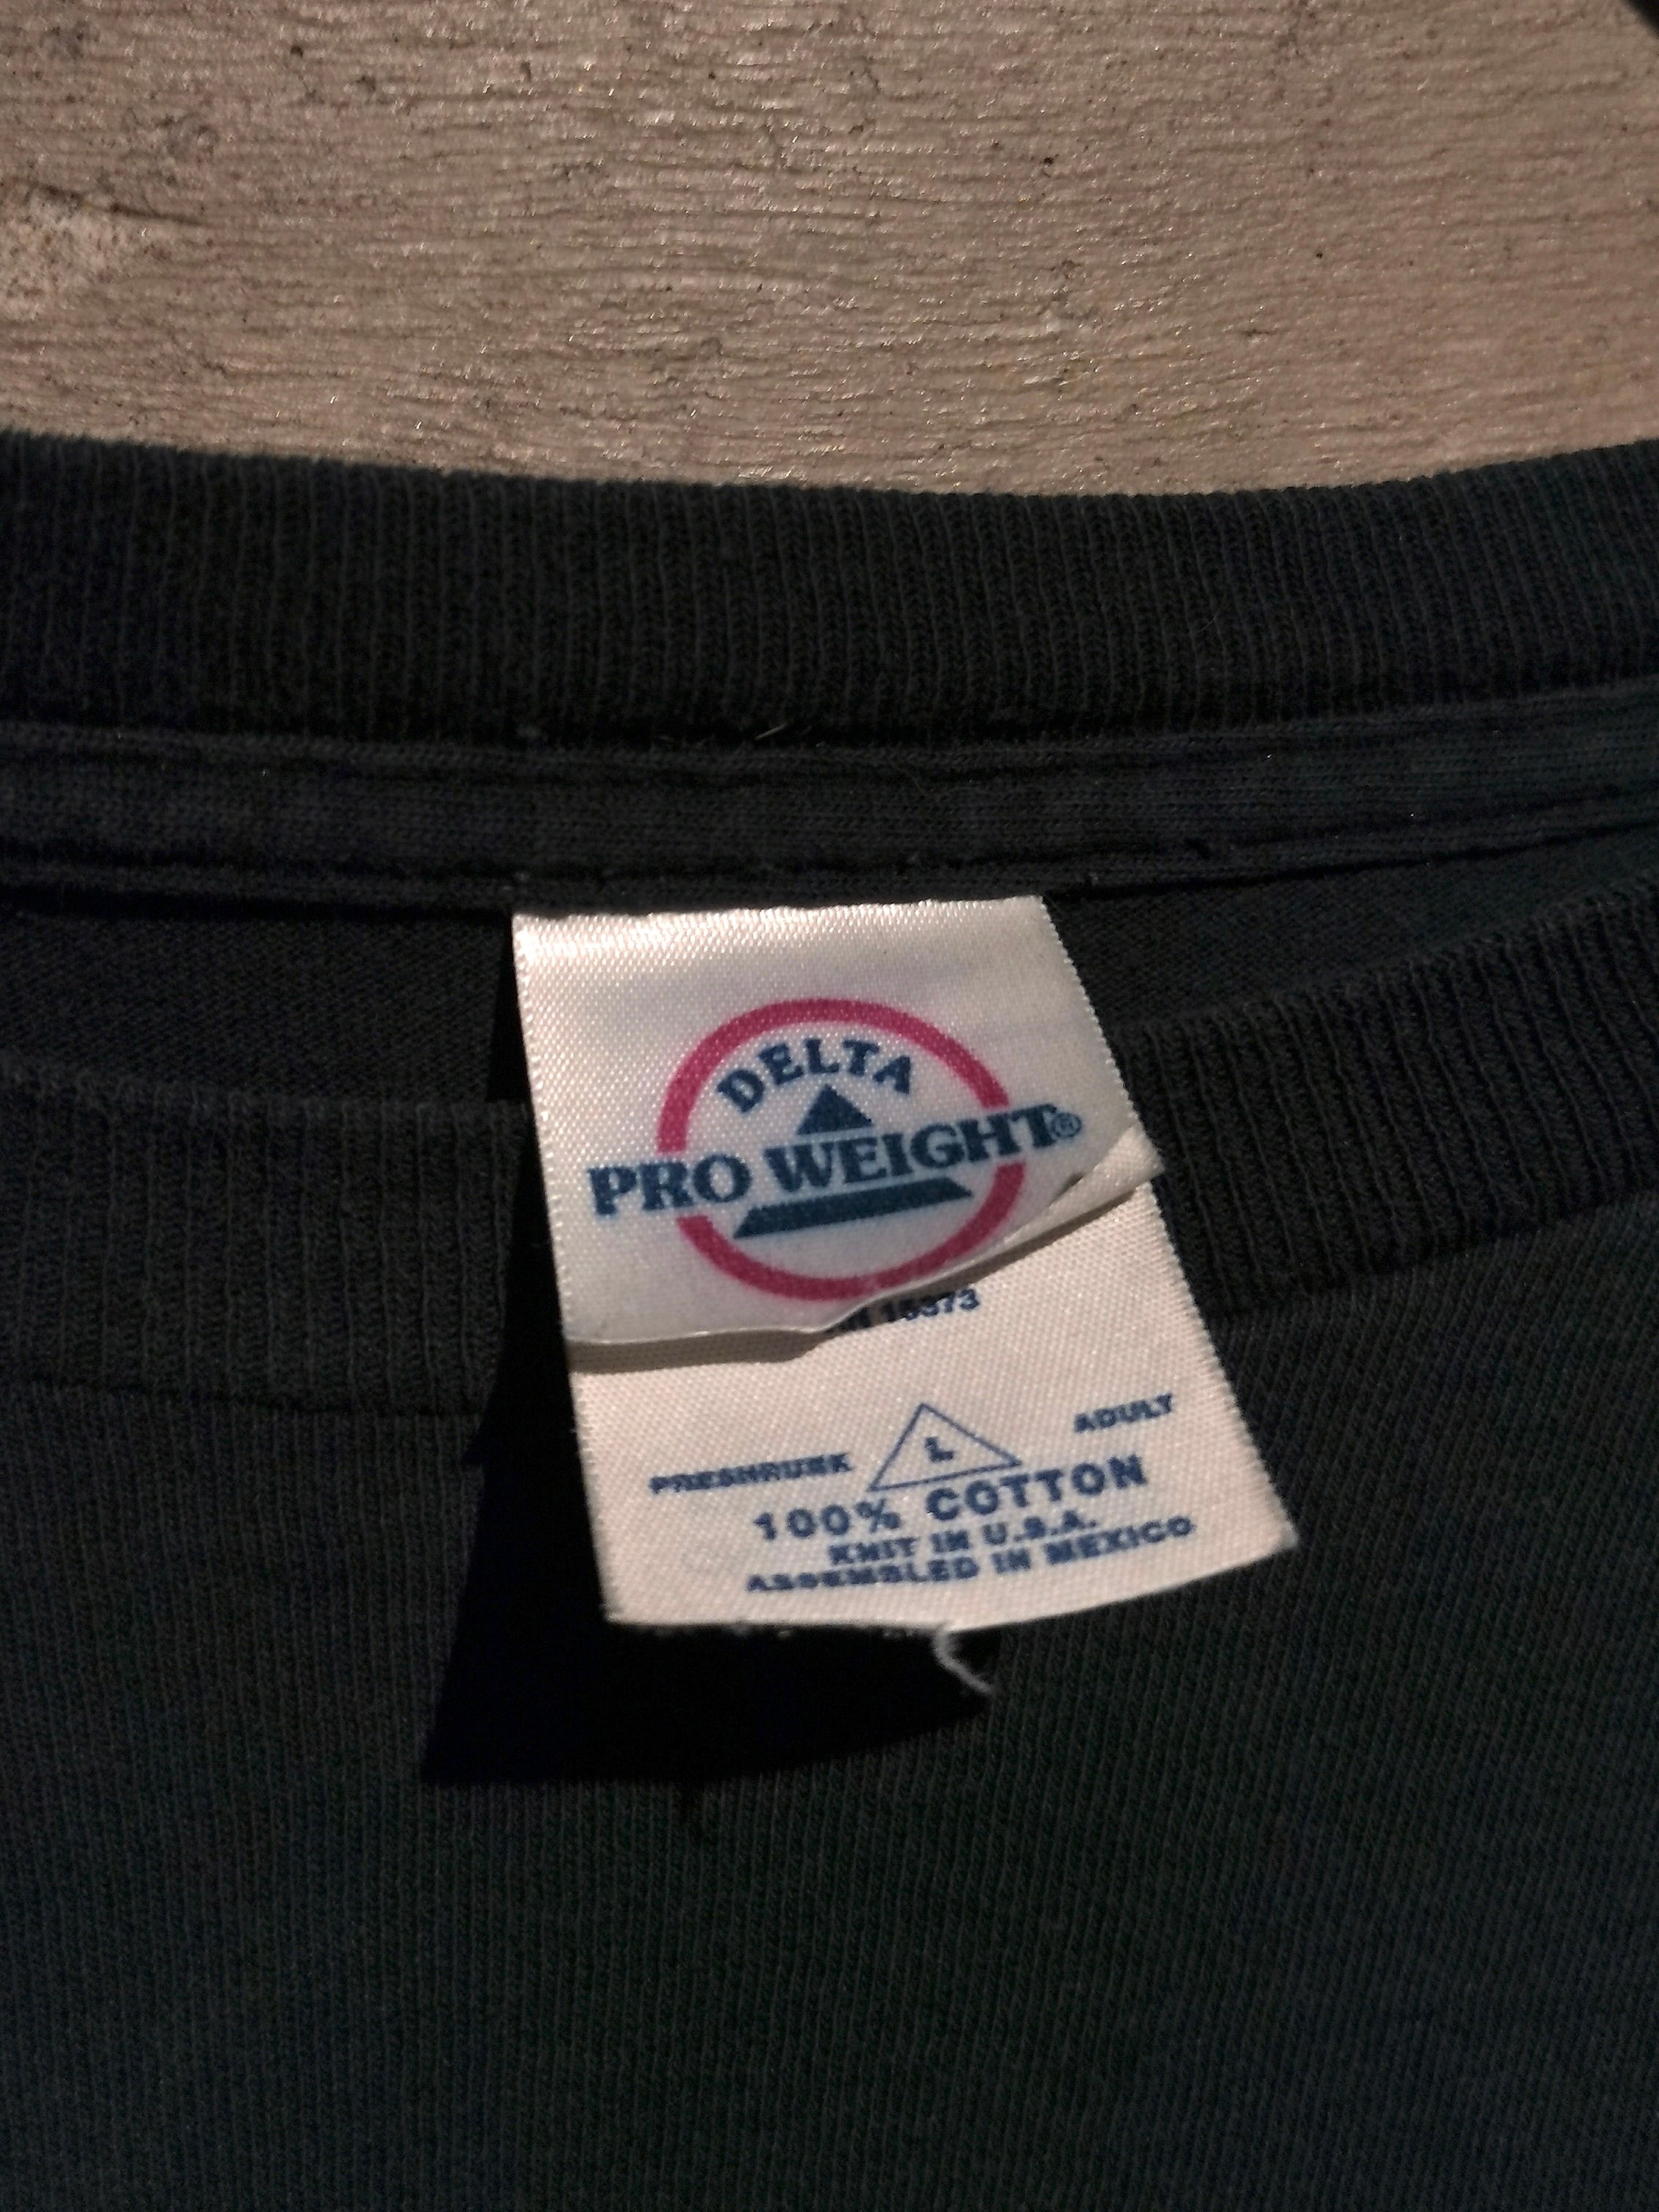 DELTA
PRO WEIGHT®
PRESHRUNK L ADULT
100% COTTON
KNIT IN U.S.A.
ASSEMBLED IN MEXICO